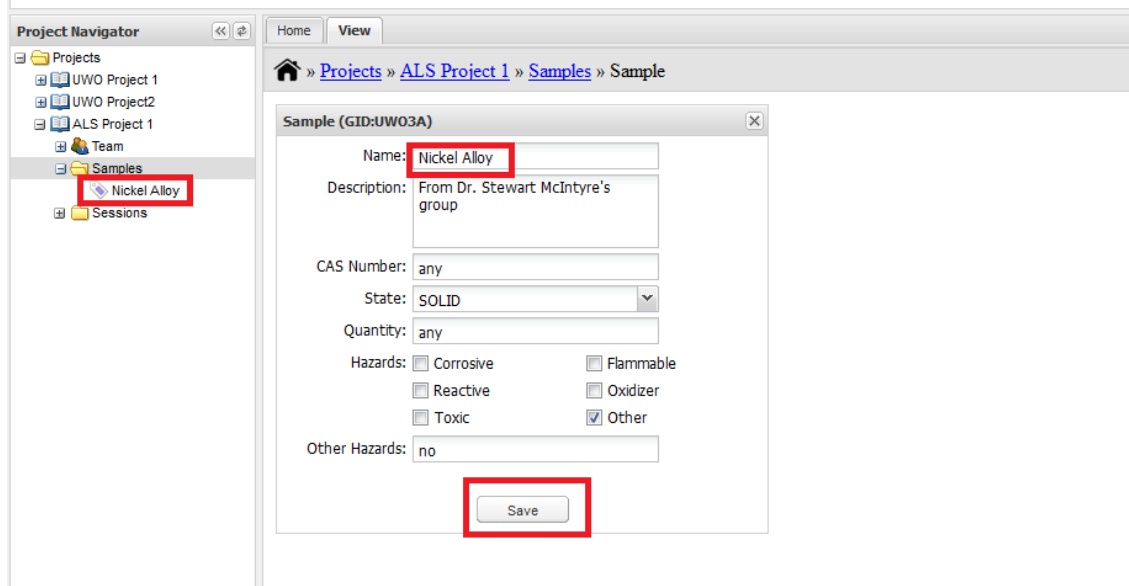 Project Navigator
Projects
UWO Project 1
UWO Project2
ALS Project 1
Team
Samples
Nickel Alloy
Sessions
Home View
» Projects » ALS Project 1 » Samples » Sample
Sample (GID:UWO3A)
Name: Nickel Alloy
Description: From Dr. Stewart McIntyre's
group
CAS Number: any
State: SOLID
Quantity: any
Hazards: Corrosive Flammable
Reactive Oxidizer
Toxic Other
Other Hazards: no
Save